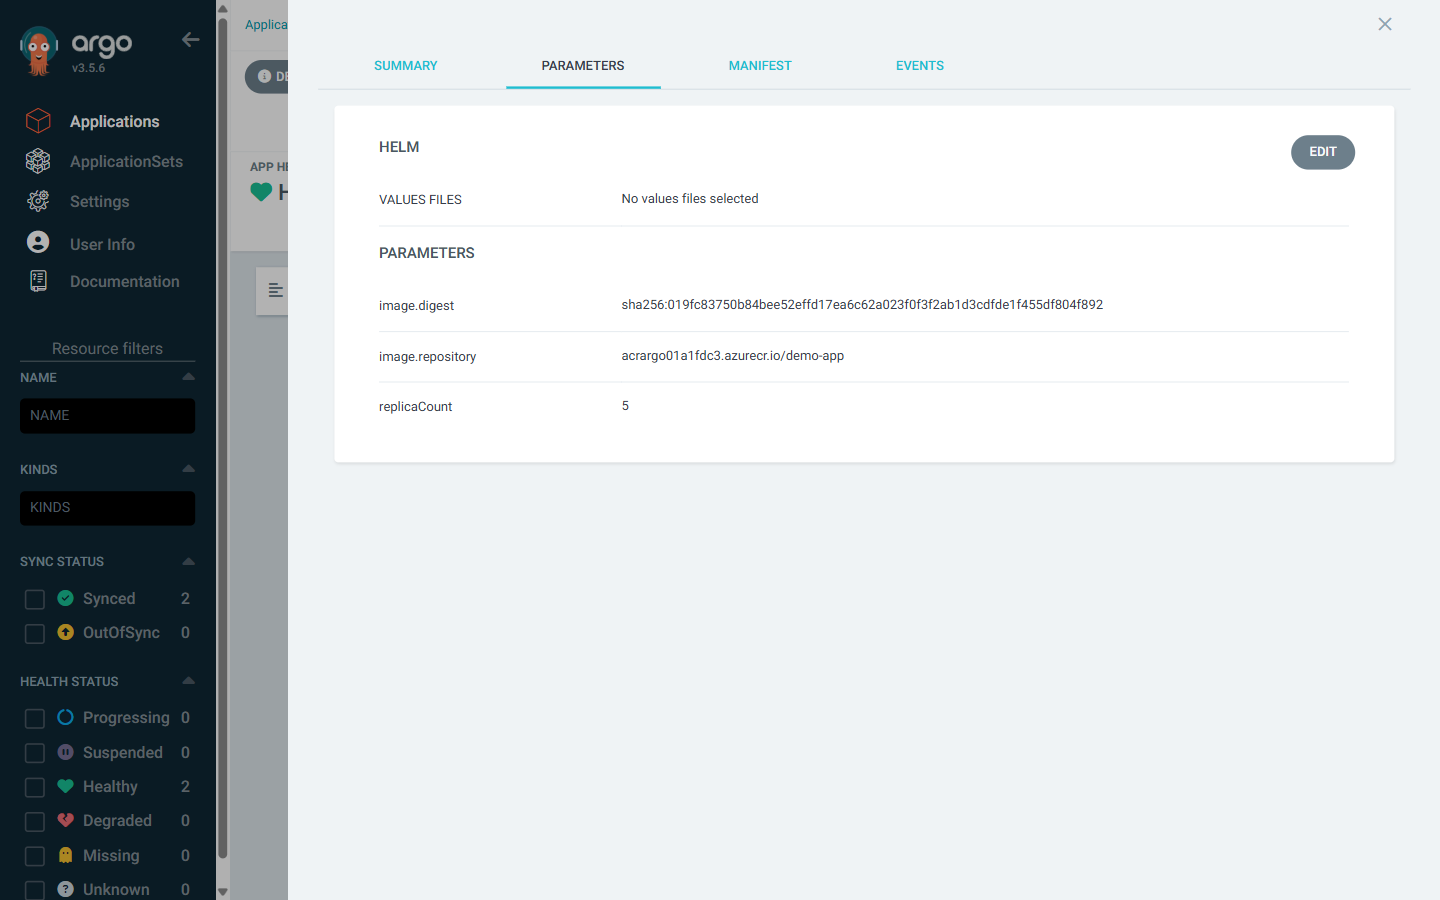 argo
v3.5.6
Applications
ApplicationSets
Settings
User Info
Documentation
Resource filters
NAME
NAME
KINDS
KINDS
SYNC STATUS
Synced 2
OutOfSync 0
HEALTH STATUS
Progressing 0
Suspended 0
Healthy 2
Degraded 0
Missing 0
Unknown 0
Applica
DE
APP HE
H
SUMMARY PARAMETERS MANIFEST EVENTS
HELM
EDIT
VALUES FILES No values files selected
PARAMETERS
image.digest sha256:019fc83750b84bee52effd17ea6c62a023f0f3f2ab1d3cdfde1f455df804f892
image.repository acrargo01a1fdc3.azurecr.io/demo-app
replicaCount 5